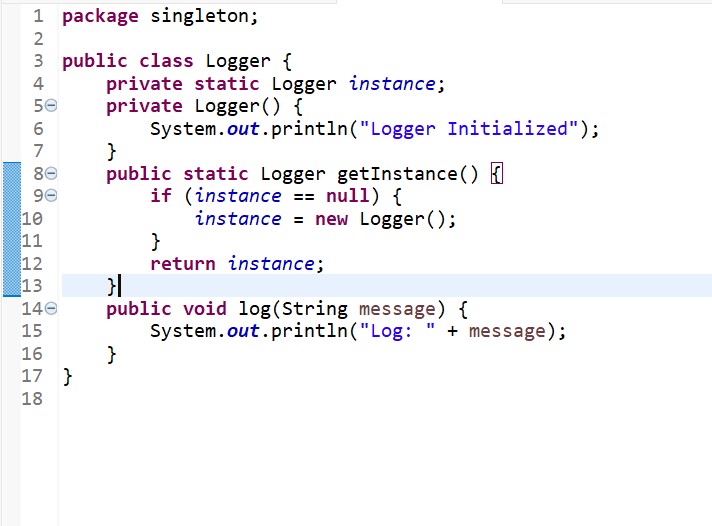 1 package singleton;
2
3 public class Logger {
4 private static Logger instance;
5 private Logger() {
6 System.out.println("Logger Initialized");
7 }
8 public static Logger getInstance() {
9 if (instance == null) {
10 instance = new Logger();
11 }
12 return instance;
13 }
14 public void log(String message) {
15 System.out.println("Log: " + message);
16 }
17 }
18